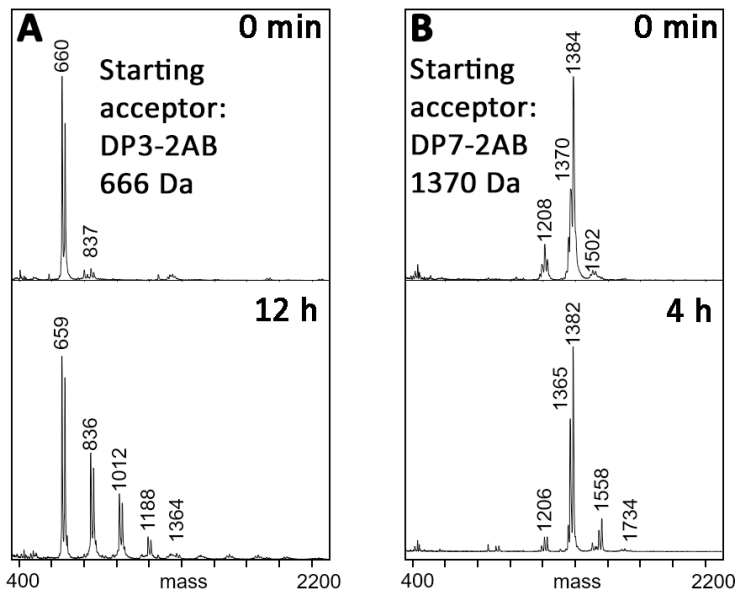 A
0 min
660
Starting
acceptor:
DP3-2AB
666 Da
837
12 h
659
836
1012
1188
1364
400
mass
2200
B
0 min
1384
Starting
acceptor:
DP7-2AB
1370 Da
1370
1208
1502
4 h
1382
1365
1206
1558
1734
400
mass
2200